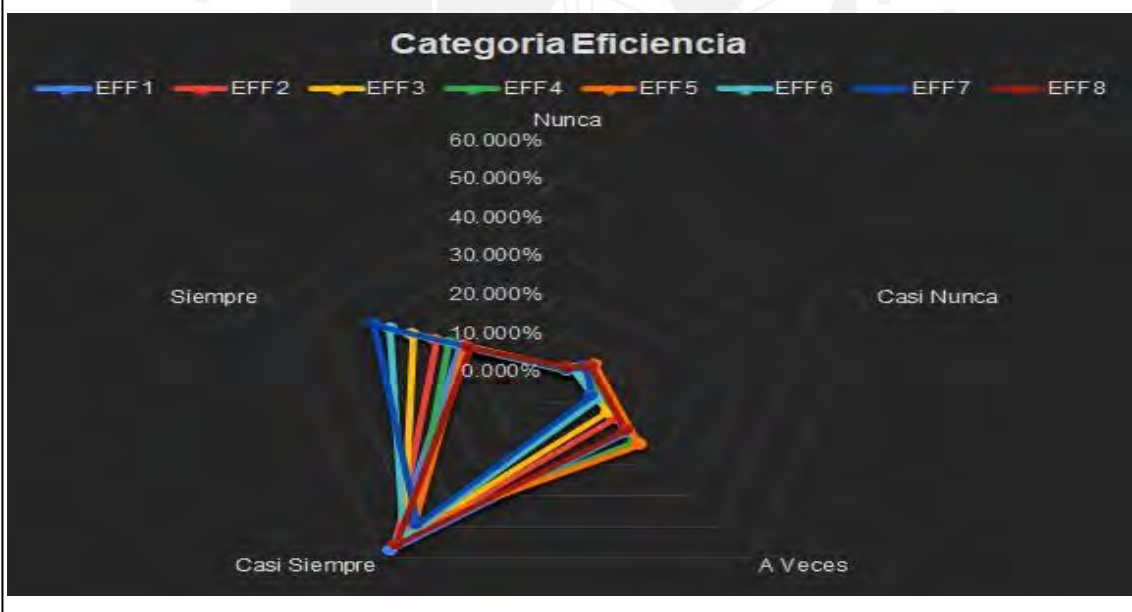 Categoria Eficiencia
EFF1 EFF2 EFF3 EFF4 EFF5 EFF6 EFF7 EFF8
Nunca
60.000%
50.000%
40.000%
30.000%
Siempre 20.000% Casi Nunca
10.000%
0.000%
Casi Siempre A Veces